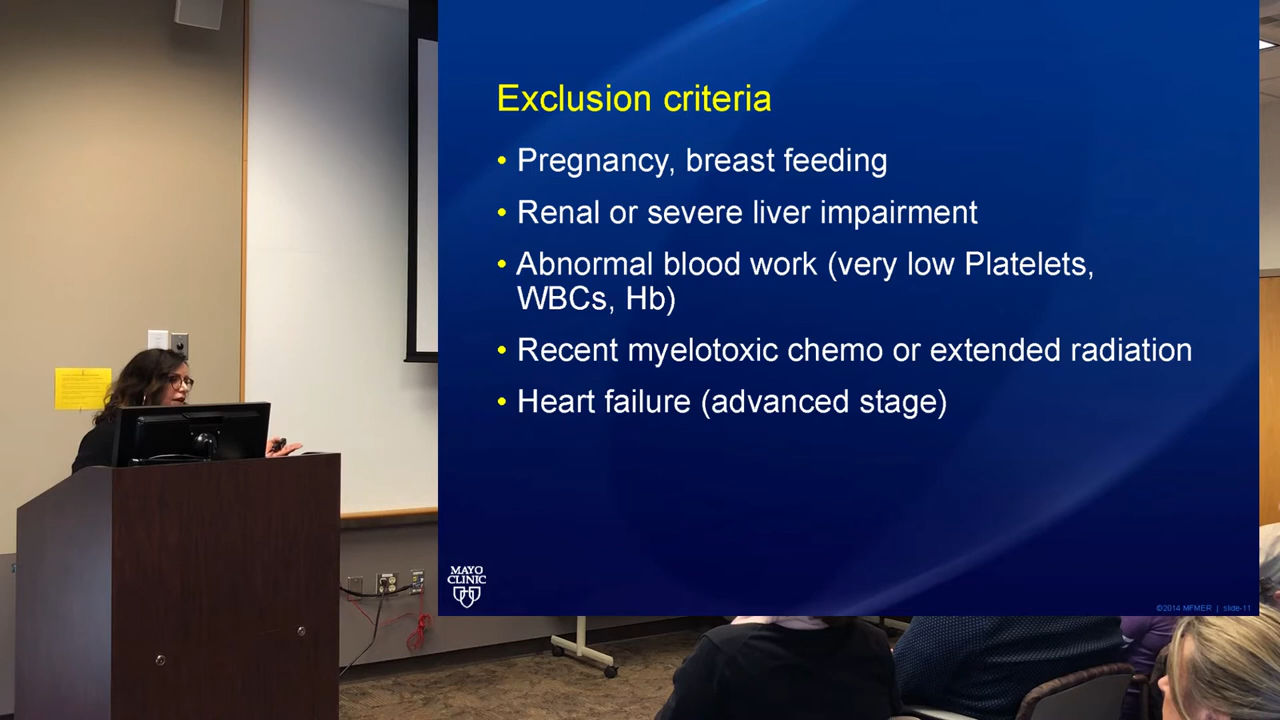 Exclusion criteria
• Pregnancy, breast feeding
• Renal or severe liver impairment
• Abnormal blood work (very low Platelets,
WBCs, Hb)
• Recent myelotoxic chemo or extended radiation
• Heart failure (advanced stage)
MAYO
CLINIC
©2014 MFMER | slide-11